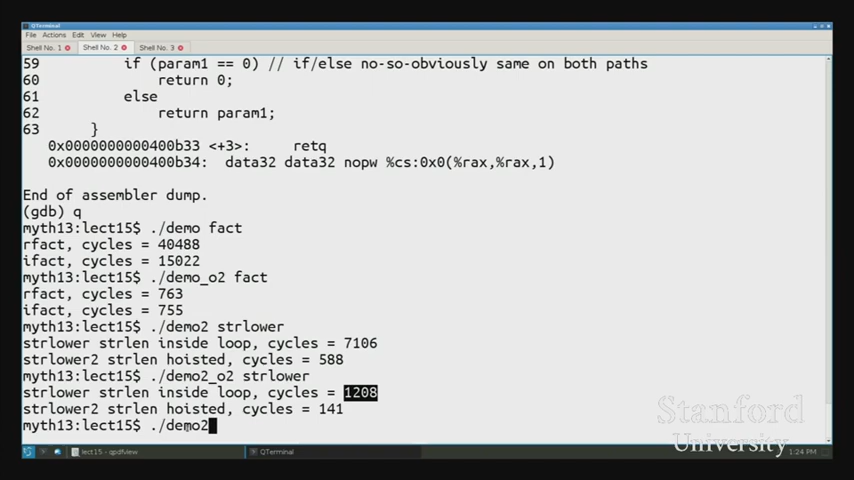 QTerminal
File Actions Edit View Help
Shell No. 1 Shell No. 2 Shell No. 3
59 if (param1 == 0) // if/else no-so-obviously same on both paths
60 return 0;
61 else
62 return param1;
63 }
0x0000000000400b33 <+3>: retq
0x0000000000400b34: data32 data32 nopw %cs:0x0(%rax,%rax,1)
End of assembler dump.
(gdb) q
myth13:lect15$ ./demo fact
rfact, cycles = 40488
ifact, cycles = 15022
myth13:lect15$ ./demo_o2 fact
rfact, cycles = 763
ifact, cycles = 755
myth13:lect15$ ./demo2 strlower
strlower strlen inside loop, cycles = 7106
strlower2 strlen hoisted, cycles = 588
myth13:lect15$ ./demo2_o2 strlower
strlower strlen inside loop, cycles = 1208
strlower2 strlen hoisted, cycles = 141
myth13:lect15$ ./demo2
Stanford
University
lect15 - qpdfview QTerminal 1:24 PM